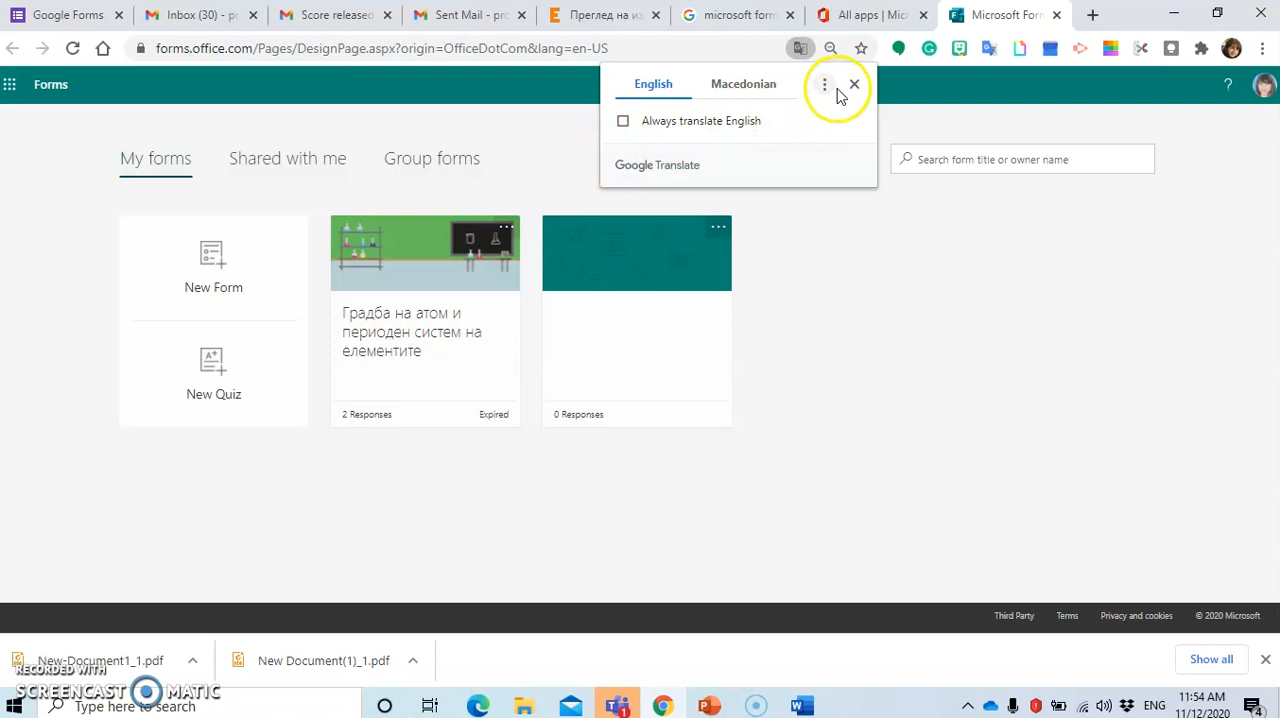 Google Forms
Inbox (30) - pr
Score released
Sent Mail - pro
Преглед на из
microsoft form
All apps | Micr
Microsoft For
forms.office.com/Pages/DesignPage.aspx?origin=OfficeDotCom&lang=en-US
Forms
?
English
Macedonian
Always translate English
Google Translate
My forms
Shared with me
Group forms
Search form title or owner name
New Form
New Quiz
Градба на атом и
периоден систем на
елементите
2 Responses
Expired
0 Responses
Third Party
Terms
Privacy and cookies
© 2020 Microsoft
New-Document1_1.pdf
New Document(1)_1.pdf
Show all
RECORDED WITH
SCREENCAST MATIC
Type here to search
ENG
11:54 AM
11/12/2020
4